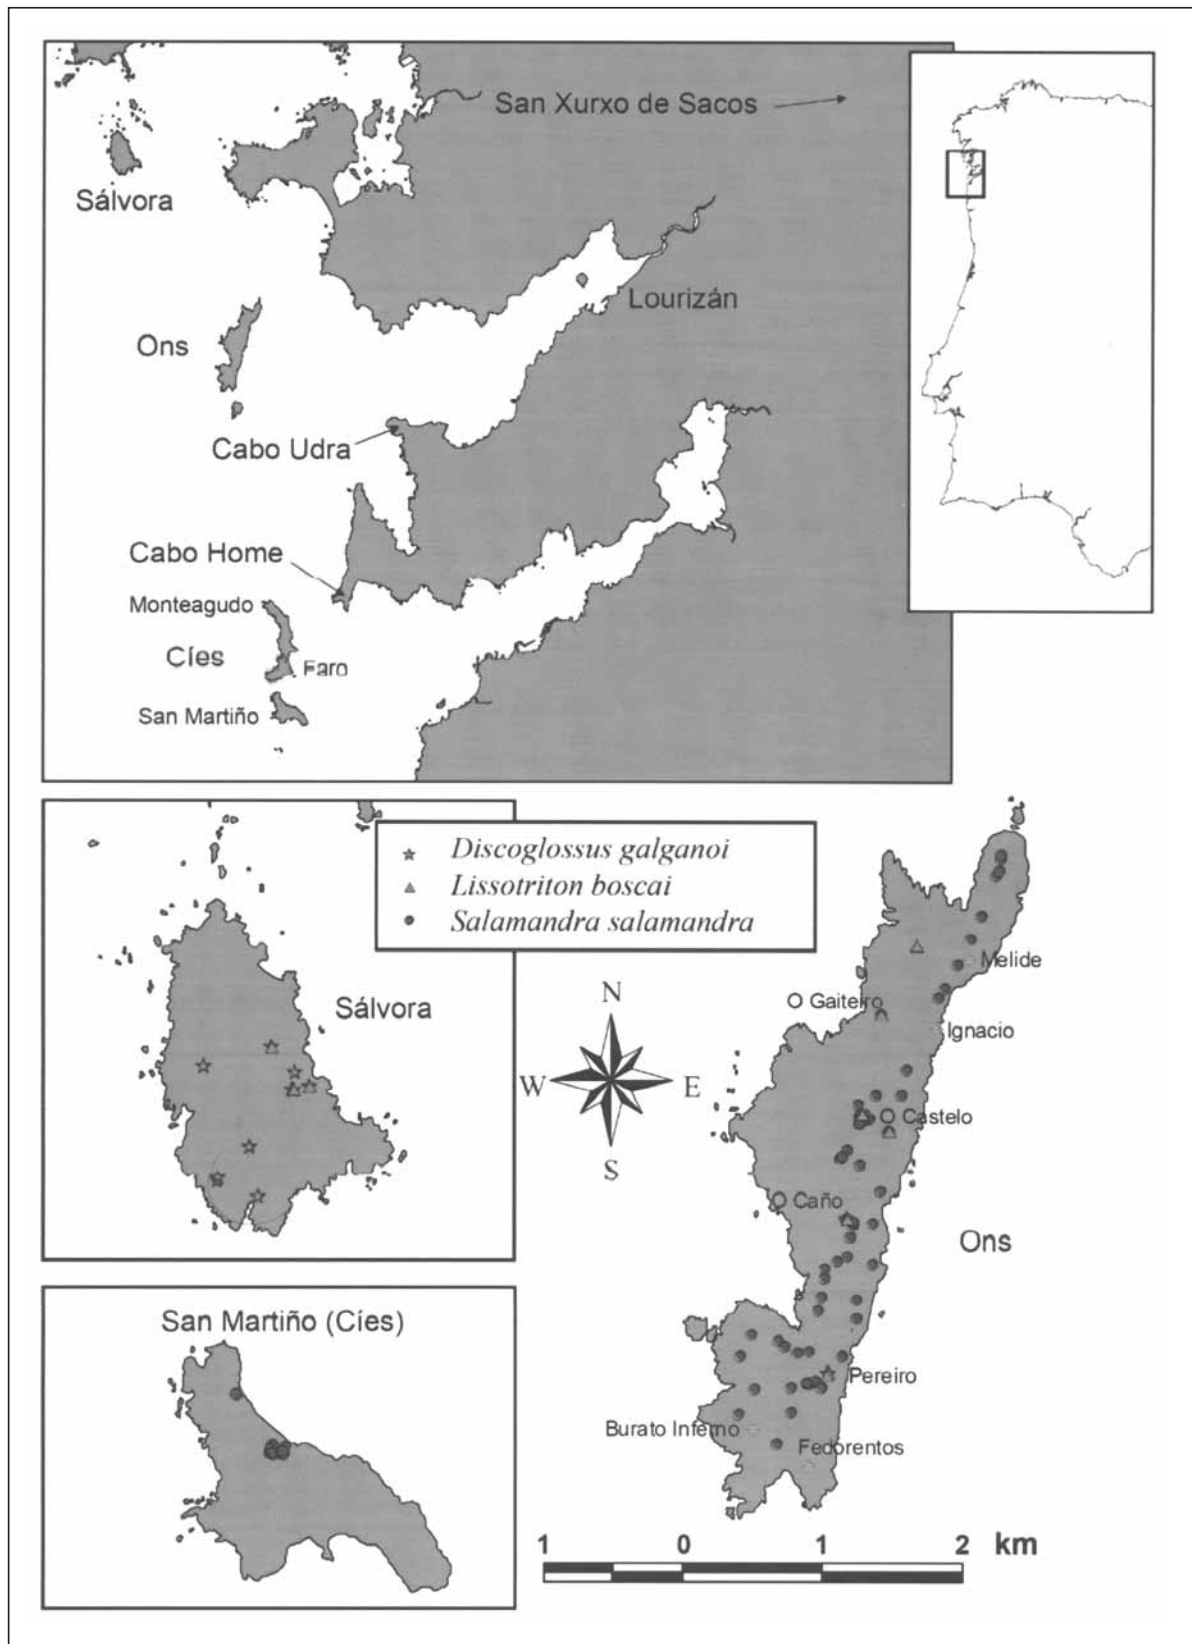 San Xurxo de Sacos
Sálvora
Lourizán
Ons
Cabo Udra
Cabo Home
Monteagudo
Cíes
Faro
San Martiño
Discoglossus galganoi
Lissotriton boscai
Salamandra salamandra
Sálvora
N
W
E
S
Melide
O Gaiteiro
Ignacio
O Castelo
O Caño
Ons
Pereiro
Burato Inferno
Fedorentos
San Martiño (Cíes)
1 0 1 2 km